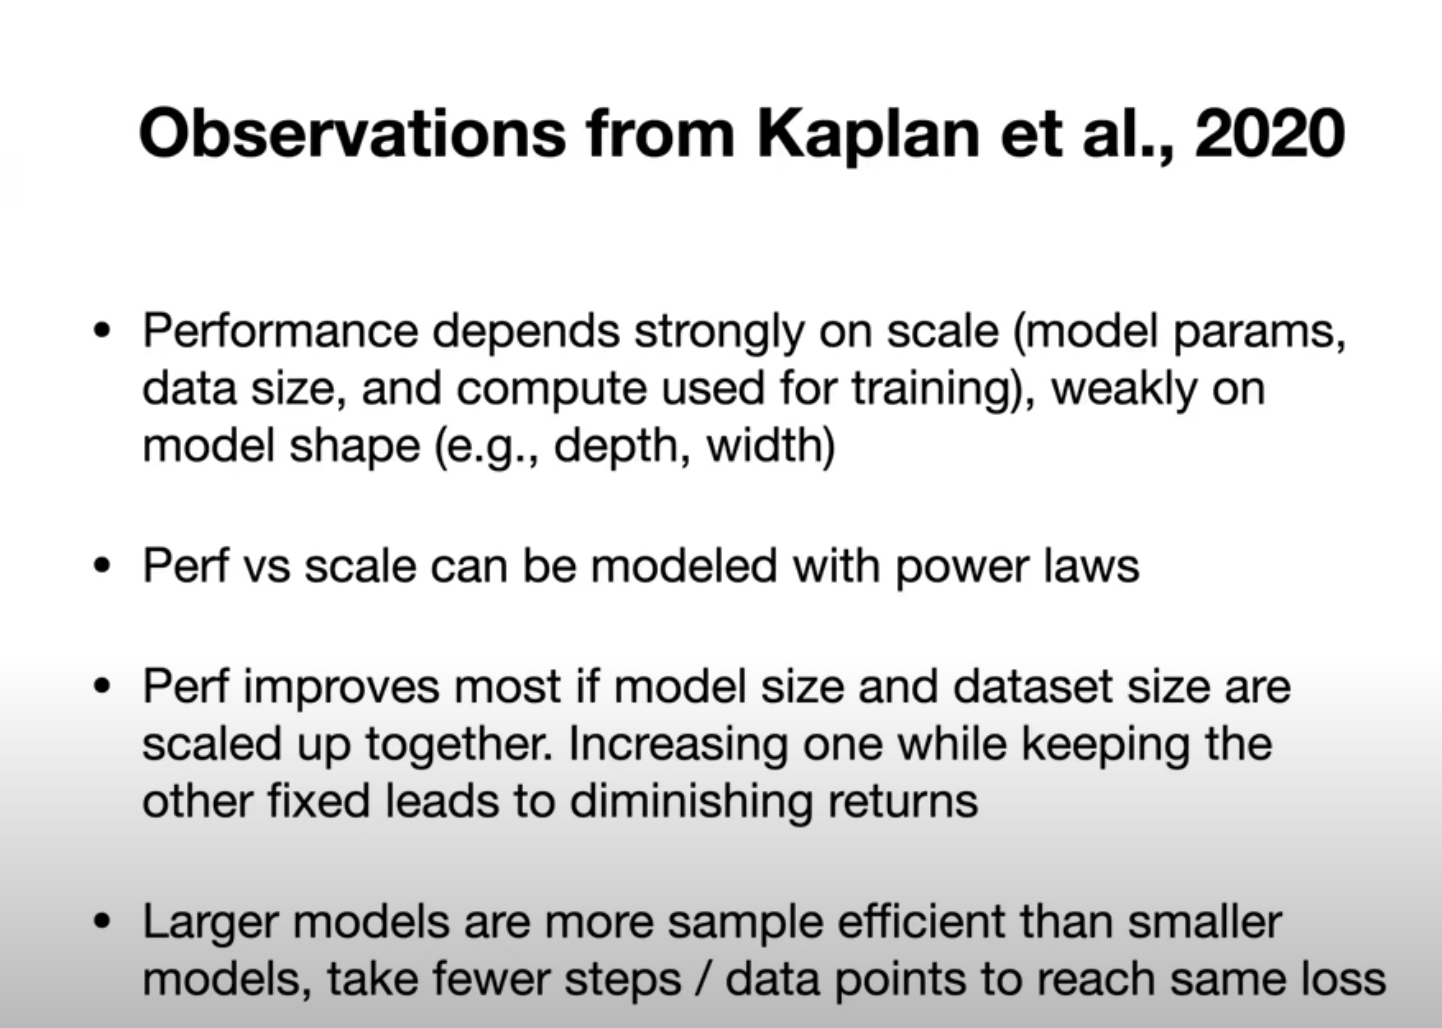 Observations from Kaplan et al., 2020
• Performance depends strongly on scale (model params,
data size, and compute used for training), weakly on
model shape (e.g., depth, width)
• Perf vs scale can be modeled with power laws
• Perf improves most if model size and dataset size are
scaled up together. Increasing one while keeping the
other fixed leads to diminishing returns
• Larger models are more sample efficient than smaller
models, take fewer steps / data points to reach same loss